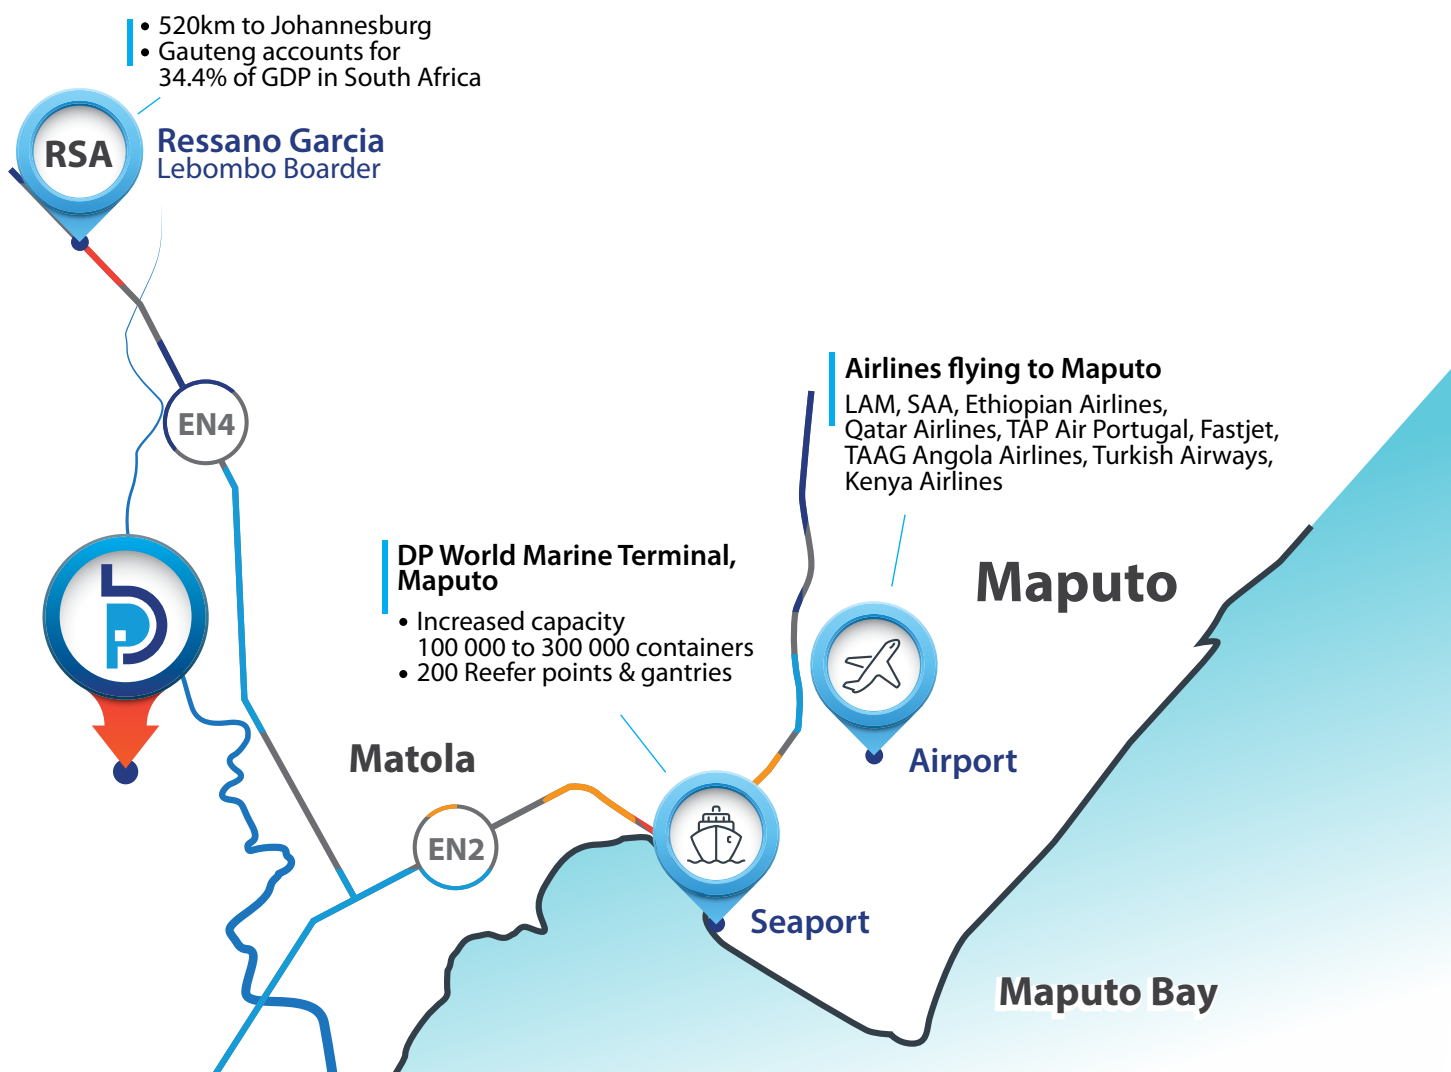 • 520km to Johannesburg
• Gauteng accounts for
34.4% of GDP in South Africa
RSA
Ressano Garcia
Lebombo Boarder
EN4
Airlines flying to Maputo
LAM, SAA, Ethiopian Airlines,
Qatar Airlines, TAP Air Portugal, Fastjet,
TAAG Angola Airlines, Turkish Airways,
Kenya Airlines
DP World Marine Terminal,
Maputo
• Increased capacity
100 000 to 300 000 containers
• 200 Reefer points & gantries
Maputo
Airport
Matola
EN2
Seaport
Maputo Bay